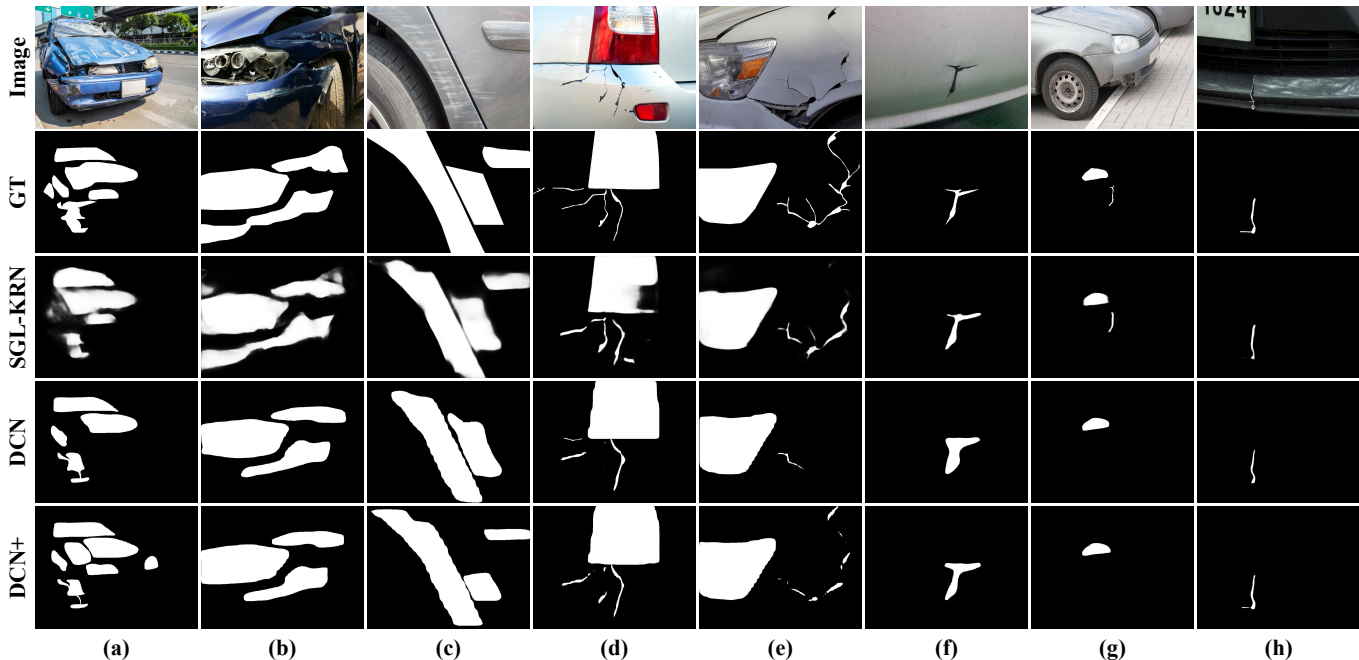 Image
1024
GT
SGL-KRN
DCN
DCN+
(a) (b) (c) (d) (e) (f) (g) (h)